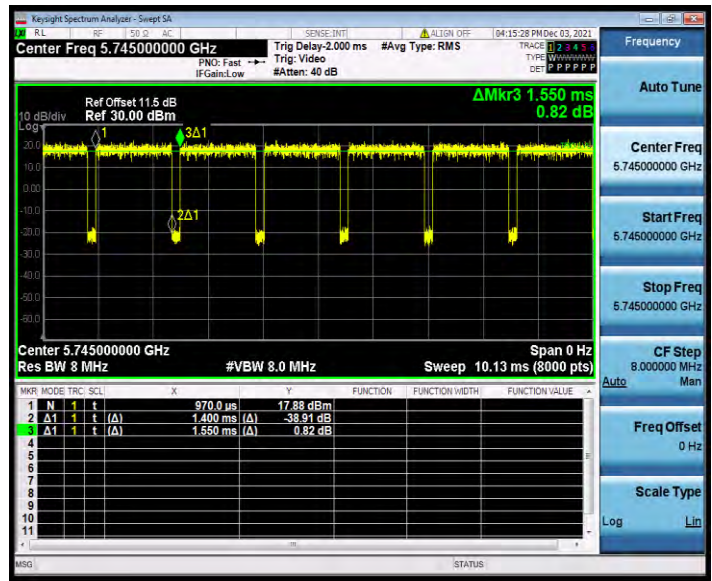 Keysight Spectrum Analyzer - Swept SA
RL RF 50 Ω AC SENSE:INT ALIGN OFF 04:15:28 PM Dec 03, 2021
Center Freq 5.745000000 GHz
PNO: Fast
IFGain:Low
Trig Delay-2.000 ms
Trig: Video
#Atten: 40 dB
#Avg Type: RMS
TRACE 1 2 3 4 5 6
TYPE WWWWWW
DET P P P P P P
ΔMkr3 1.550 ms
0.82 dB
Ref Offset 11.5 dB
10 dB/div Ref 30.00 dBm
Log
1
3Δ1
20.0
10.0
0.00
-10.0
2Δ1
-20.0
-30.0
-40.0
-50.0
-60.0
Center 5.745000000 GHz Span 0 Hz
Res BW 8 MHz #VBW 8.0 MHz Sweep 10.13 ms (8000 pts)
MKR MODE TRC SCL X Y FUNCTION FUNCTION WIDTH FUNCTION VALUE
1 N 1 t 970.0 µs 17.88 dBm
2 Δ1 1 t (Δ) 1.400 ms (Δ) -38.91 dB
3 Δ1 1 t (Δ) 1.550 ms (Δ) 0.82 dB
4
5
6
7
8
9
10
11
MSG STATUS
Frequency
Auto Tune
Center Freq
5.745000000 GHz
Start Freq
5.745000000 GHz
Stop Freq
5.745000000 GHz
CF Step
8.000000 MHz
Auto Man
Freq Offset
0 Hz
Scale Type
Log Lin